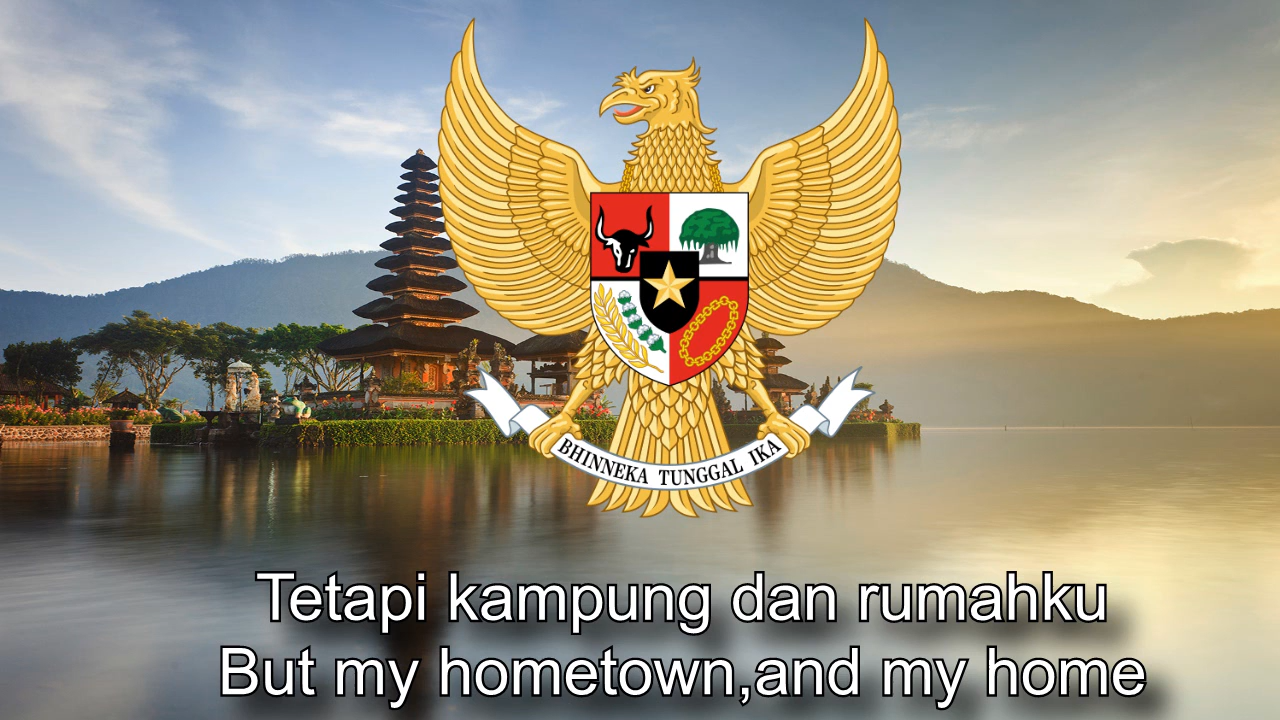 BHINNEKA TUNGGAL IKA
Tetapi kampung dan rumahku
But my hometown,and my home